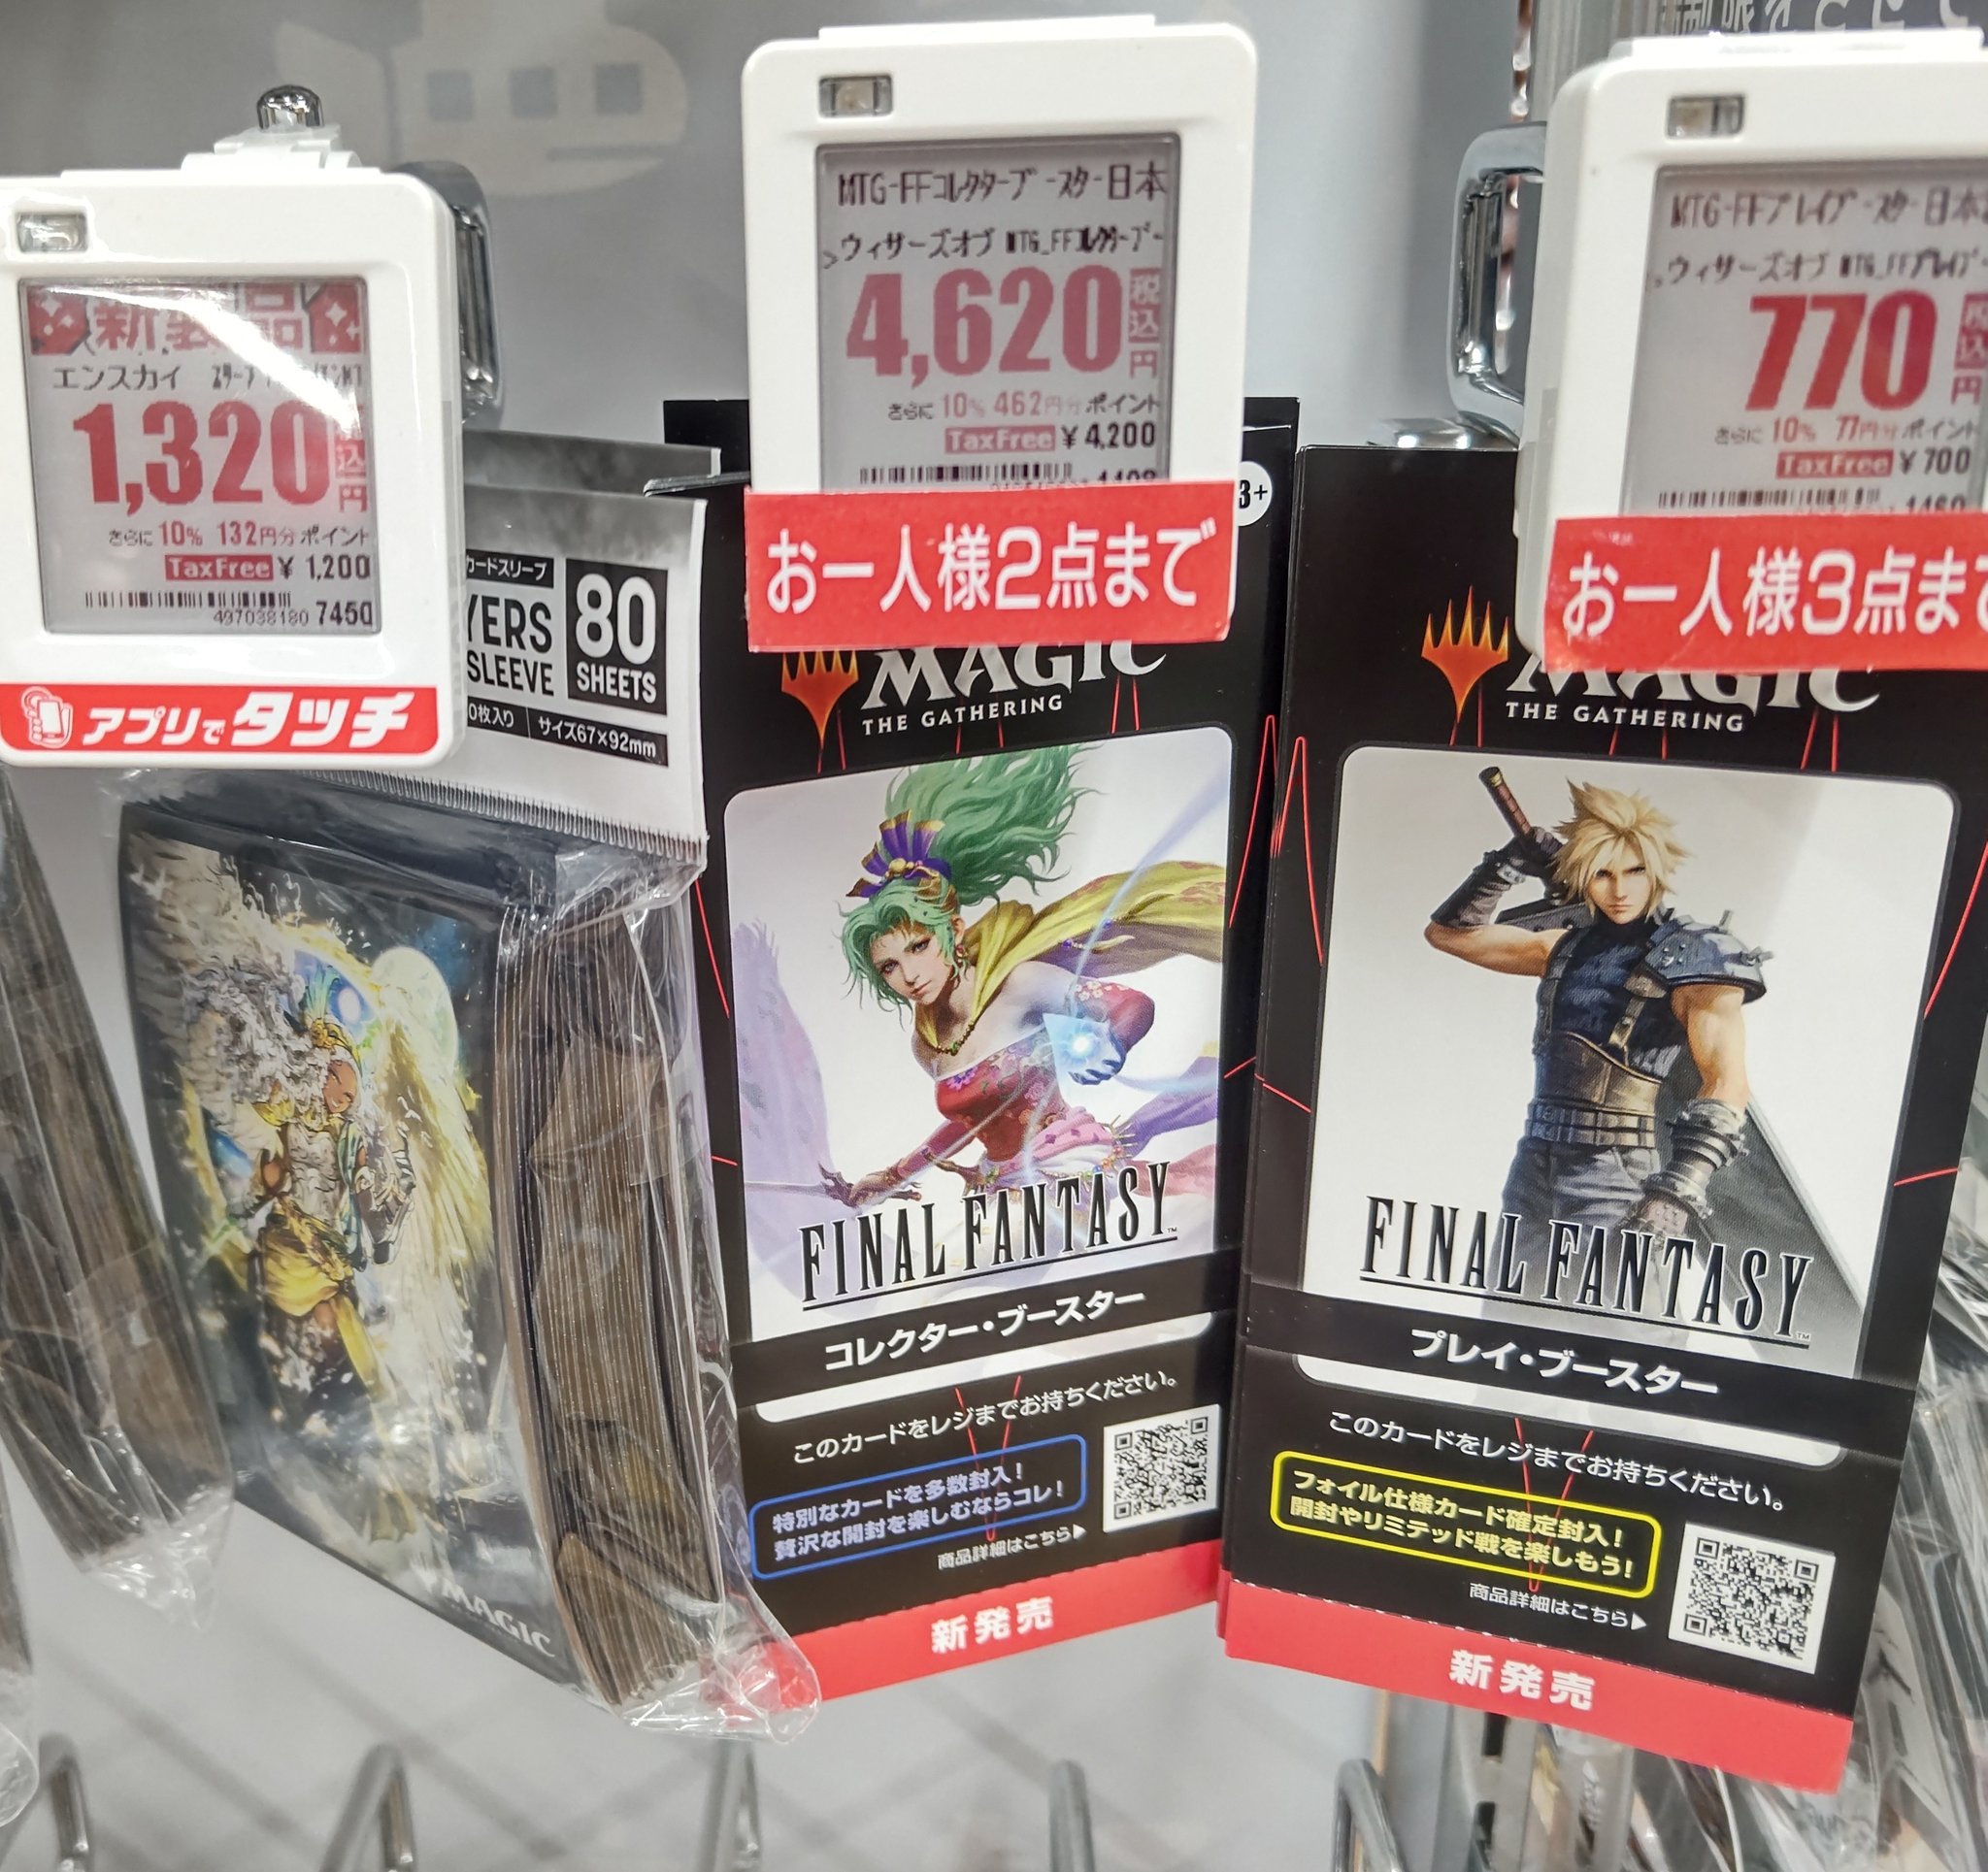 新製品
エンスカイ
1,320 税込円
さらに 10% 132円分ポイント
TaxFree ¥ 1,200
497038180 7450
アプリでタッチ
カードスリーブ
YERS
SLEEVE
80
SHEETS
0枚入り
サイズ67×92mm
MAGIC
MTG-FFコレクターブースター日本
ウィザーズオブ MTG_FFコレクターブー
4,620 税込円
さらに 10% 462円分ポイント
TaxFree ¥ 4,200
お一人様2点まで
3+
MAGIC
THE GATHERING
FINAL FANTASY™
コレクター・ブースター
このカードをレジまでお持ちください。
特別なカードを多数封入！
贅沢な開封を楽しむならコレ！
商品詳細はこちら▶
新発売
MTG-FFプレイブースター日本
ウィザーズオブ MTG_FFプレイブー
770 税込円
さらに 10% 77円分ポイント
TaxFree ¥ 700
お一人様3点まで
MAGIC
THE GATHERING
FINAL FANTASY™
プレイ・ブースター
このカードをレジまでお持ちください。
フォイル仕様カード確定封入！
開封やリミテッド戦を楽しもう！
商品詳細はこちら▶
新発売